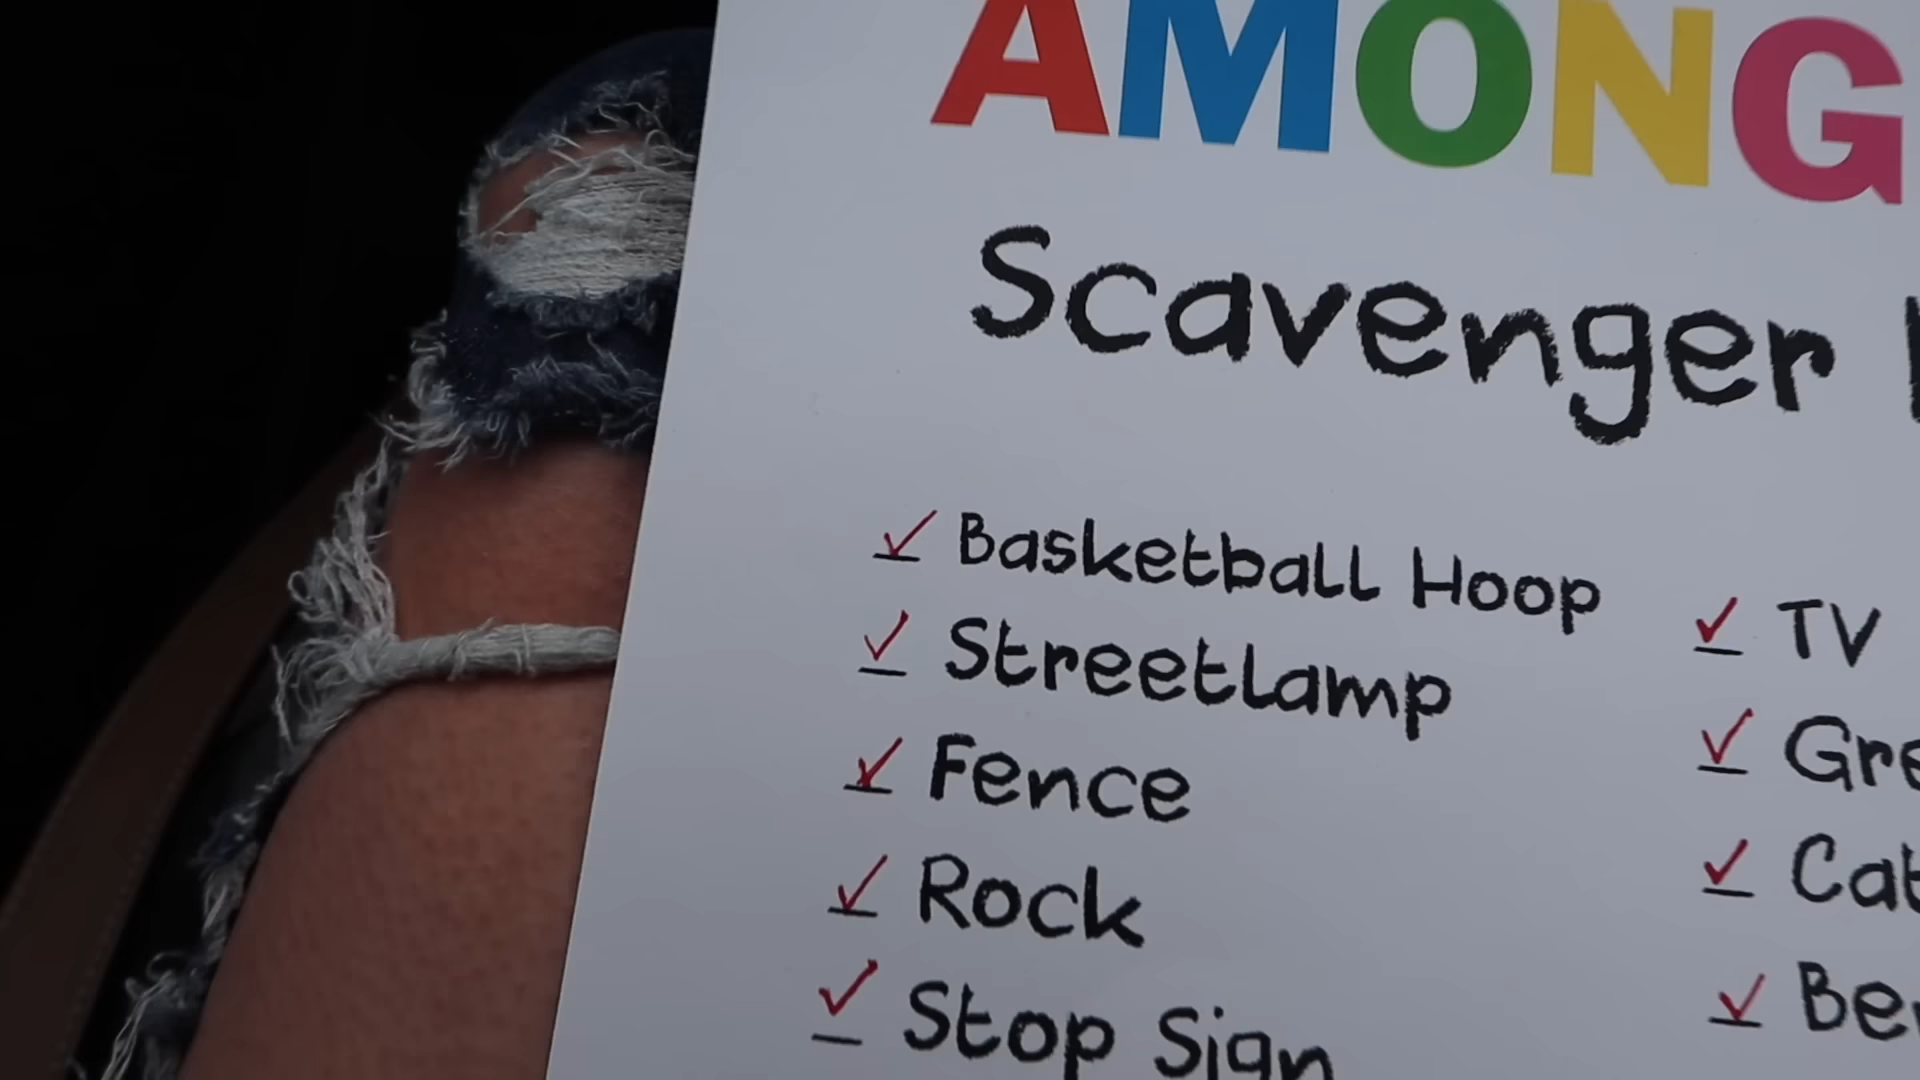 AMONG
Scavenger
Basketball Hoop
Streetlamp
Fence
Rock
Stop Sign
TV